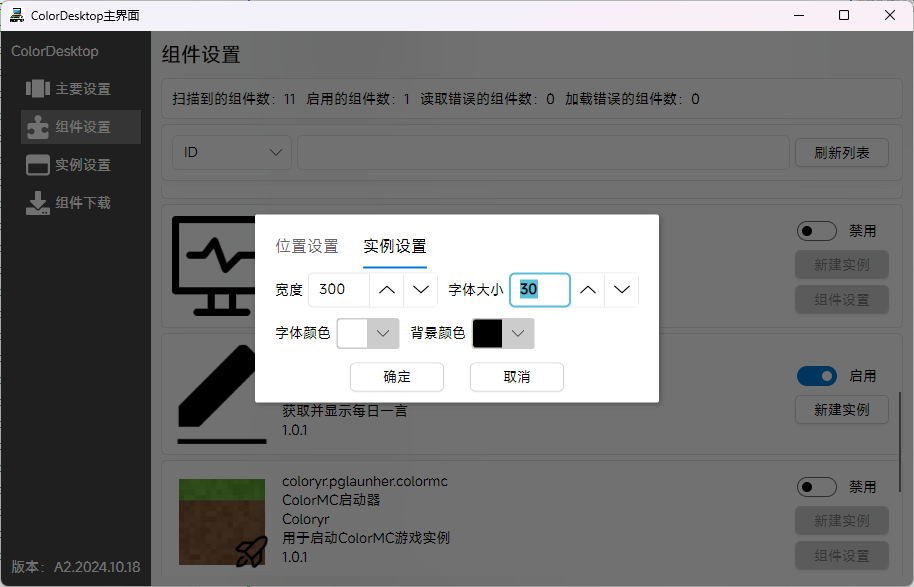 ColorDesktop主界面
ColorDesktop
主要设置
组件设置
实例设置
组件下载
版本: A2.2024.10.18
组件设置
扫描到的组件数: 11 启用的组件数: 1 读取错误的组件数: 0 加载错误的组件数: 0
ID
刷新列表
禁用
新建实例
组件设置
位置设置 实例设置
宽度 300 字体大小 30
字体颜色 背景颜色
确定 取消
获取并显示每日一言
1.0.1
启用
新建实例
coloryr.pglaunher.colormc
ColorMC启动器
Coloryr
用于启动ColorMC游戏实例
1.0.1
禁用
新建实例
组件设置